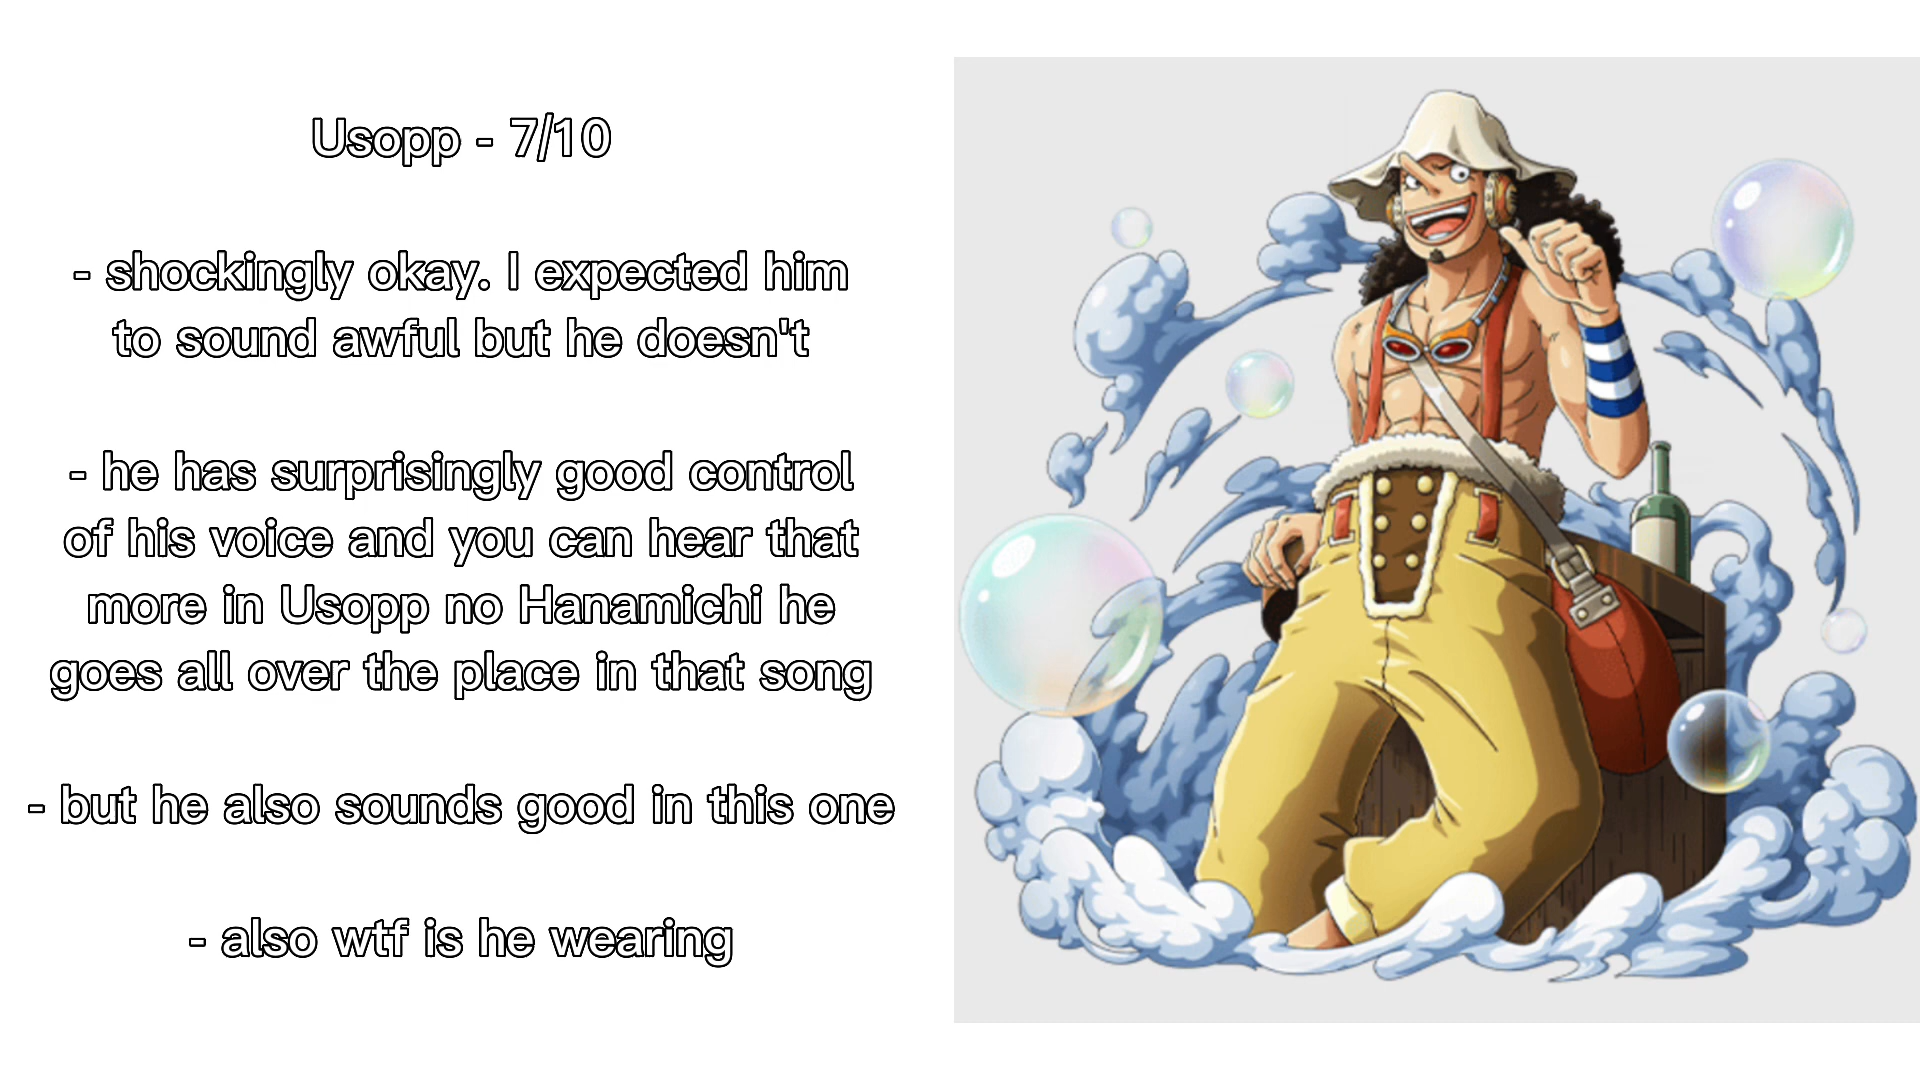 Usopp - 7/10
- shockingly okay. I expected him
to sound awful but he doesn't
- he has surprisingly good control
of his voice and you can hear that
more in Usopp no Hanamichi he
goes all over the place in that song
- but he also sounds good in this one
- also wtf is he wearing